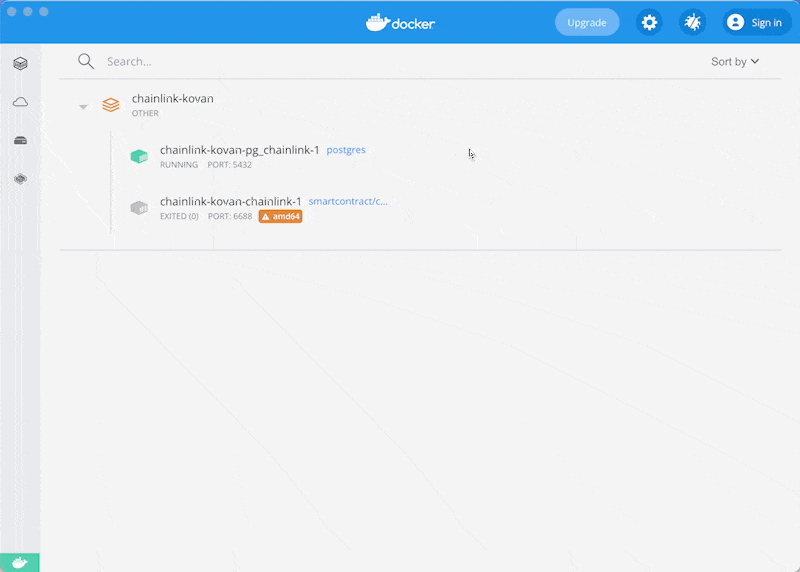 docker
Upgrade
Sign in
Search...
Sort by
chainlink-kovan
OTHER
chainlink-kovan-pg_chainlink-1 postgres
RUNNING PORT: 5432
chainlink-kovan-chainlink-1 smartcontract/c...
EXITED (0) PORT: 6688 amd64